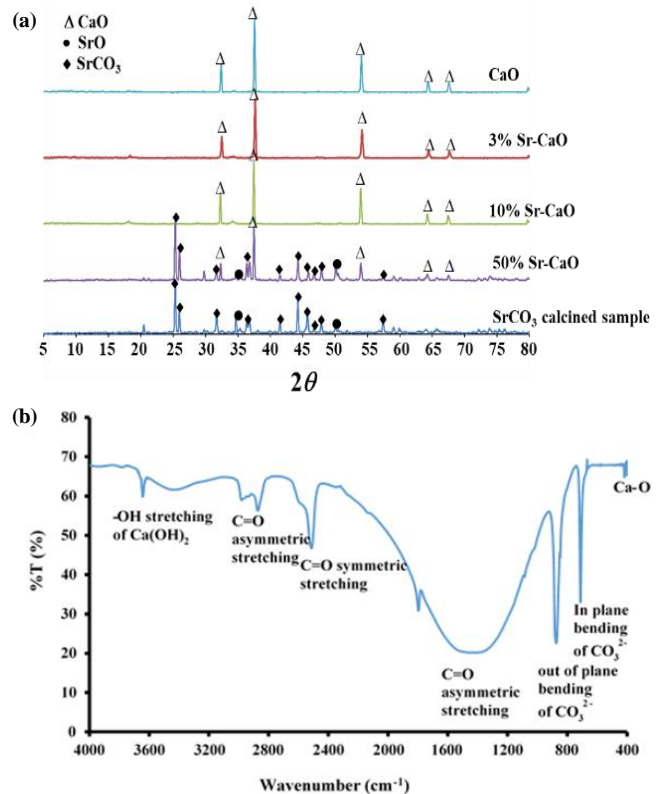 (a)
Δ CaO
● SrO
♦ SrCO₃
CaO
3% Sr-CaO
10% Sr-CaO
50% Sr-CaO
SrCO₃ calcined sample
5 10 15 20 25 30 35 40 45 50 55 60 65 70 75 80
2θ
(b)
80
70
60
50
40
30
20
10
0
%T (%)
-OH stretching
of Ca(OH)₂
C=O
asymmetric
stretching
C=O symmetric
stretching
C=O
asymmetric
stretching
Ca-O
In plane
bending
of CO₃²⁻
out of plane
bending
of CO₃²⁻
4000 3600 3200 2800 2400 2000 1600 1200 800 400
Wavenumber (cm⁻¹)